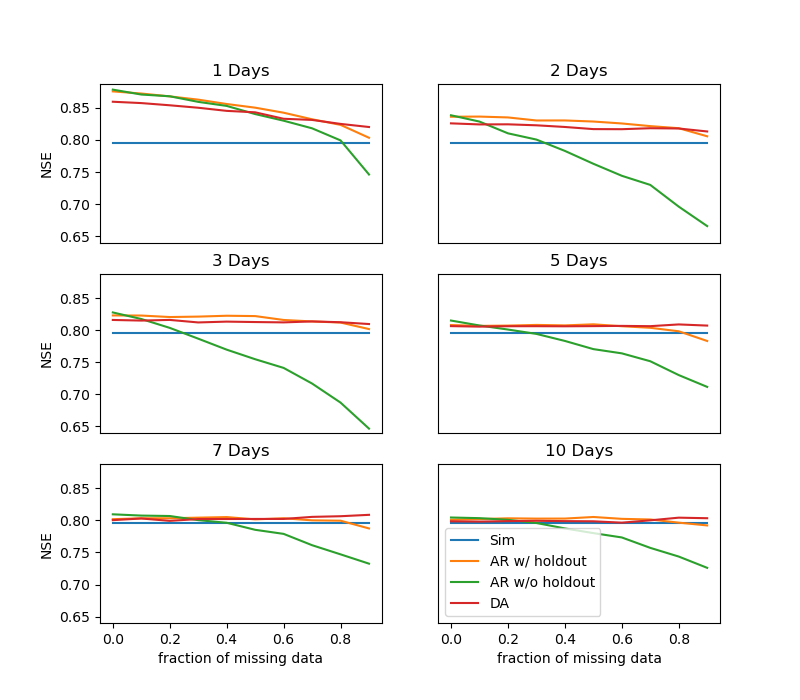 1 Days
2 Days
NSE
0.85
0.80
0.75
0.70
0.65
3 Days
5 Days
NSE
0.85
0.80
0.75
0.70
0.65
7 Days
10 Days
NSE
0.85
0.80
0.75
0.70
0.65
Sim
AR w/ holdout
AR w/o holdout
DA
0.0 0.2 0.4 0.6 0.8
0.0 0.2 0.4 0.6 0.8
fraction of missing data
fraction of missing data